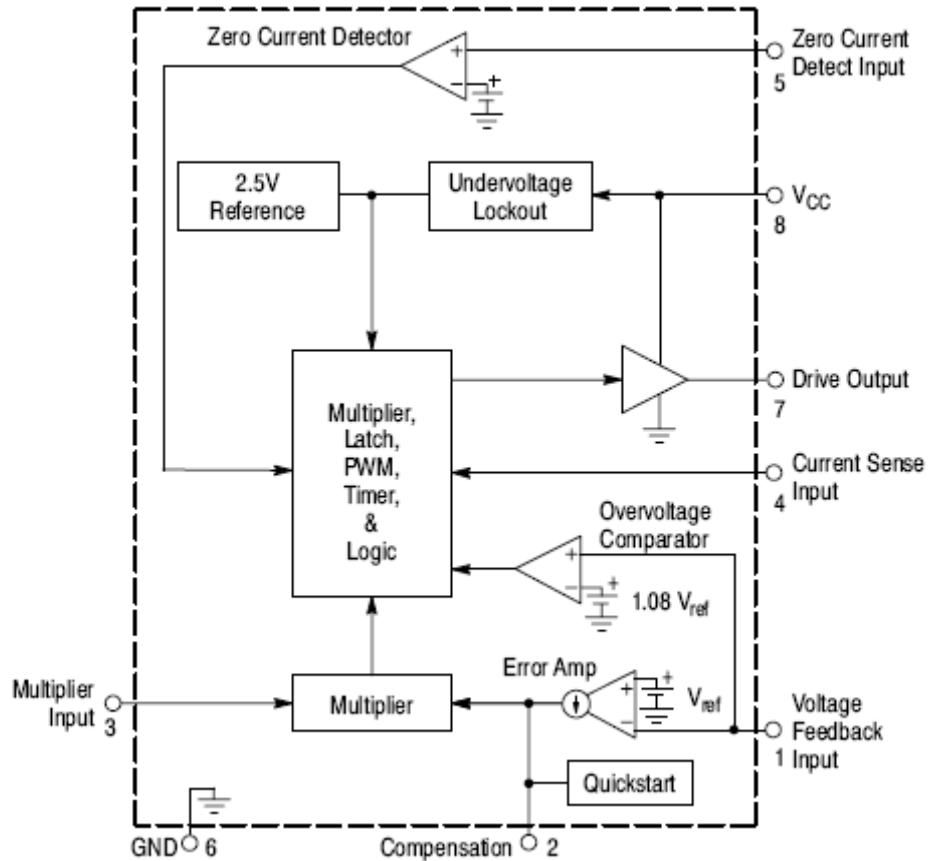 Zero Current Detector
+
−
+
Zero Current
Detect Input
5
2.5V
Reference
Undervoltage
Lockout
VCC
8
Multiplier,
Latch,
PWM,
Timer,
&
Logic
Drive Output
7
Current Sense
Input
4
Overvoltage
Comparator
+
−
+
1.08 Vref
Error Amp
+
−
+
Vref
Multiplier
Input
3
Multiplier
Voltage
Feedback
Input
1
Quickstart
GND 6
Compensation 2